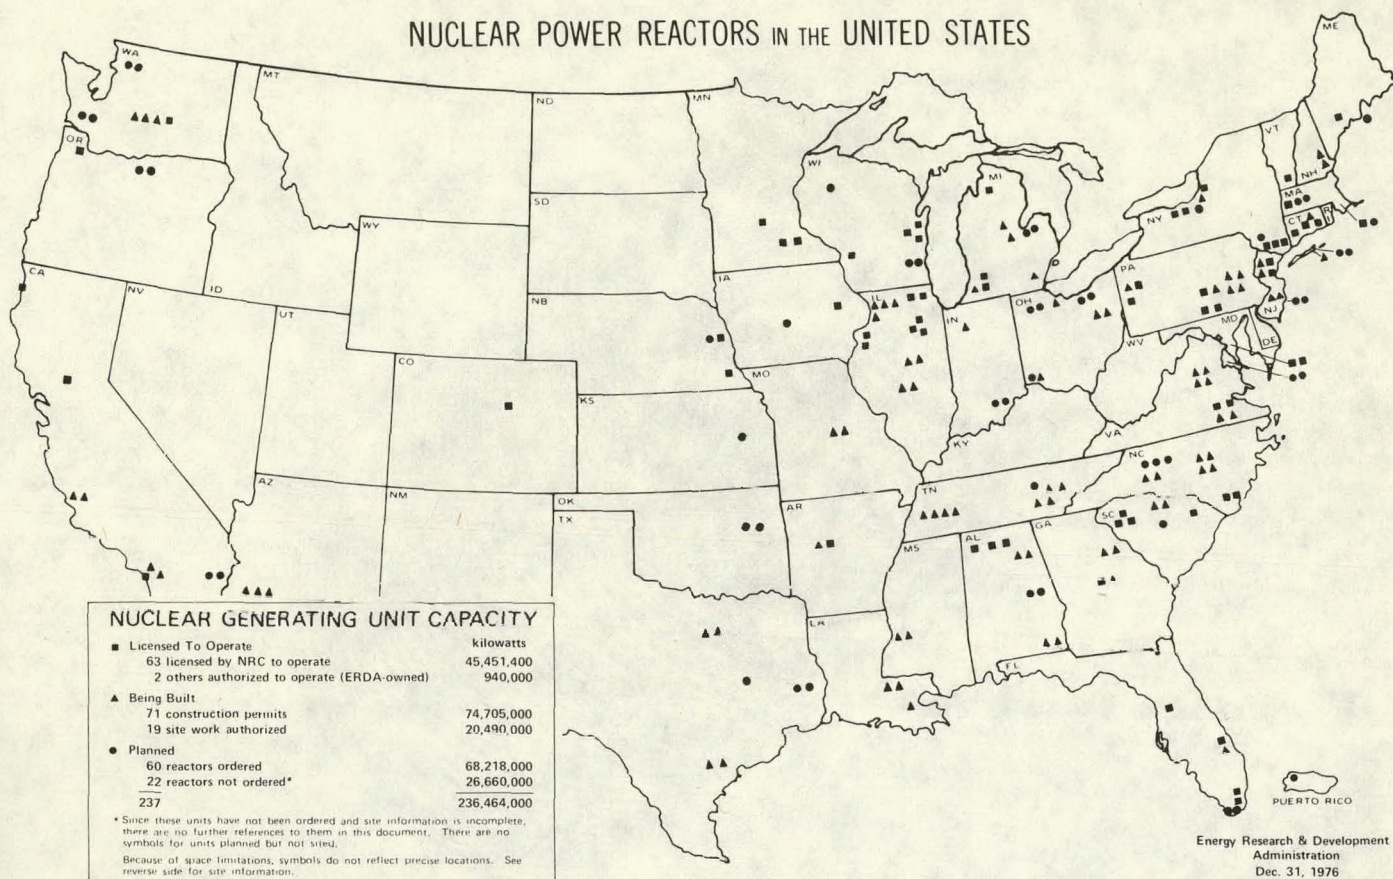 NUCLEAR POWER REACTORS IN THE UNITED STATES
ME
WA
MT
ND
MN
OR
VT
WI
MI
NH
MA
SD
NY
CT
RI
WY
CA
ID
NV
IA
PA
NB
IL
IN
OH
NJ
UT
MD
DE
WV
CO
MO
KS
VA
KY
NC
AZ
NM
OK
TN
TX
AR
SC
GA
MS
AL
LA
FL
PUERTO RICO
NUCLEAR GENERATING UNIT CAPACITY
Licensed To Operate kilowatts
63 licensed by NRC to operate 45,451,400
2 others authorized to operate (ERDA-owned) 940,000
Being Built
71 construction permits 74,705,000
19 site work authorized 20,490,000
Planned
60 reactors ordered 68,218,000
22 reactors not ordered* 26,660,000
237 236,464,000
* Since these units have not been ordered and site information is incomplete,
there are no further references to them in this document. There are no
symbols for units planned but not sited.
Because of space limitations, symbols do not reflect precise locations. See
reverse side for site information.
Energy Research & Development
Administration
Dec. 31, 1976